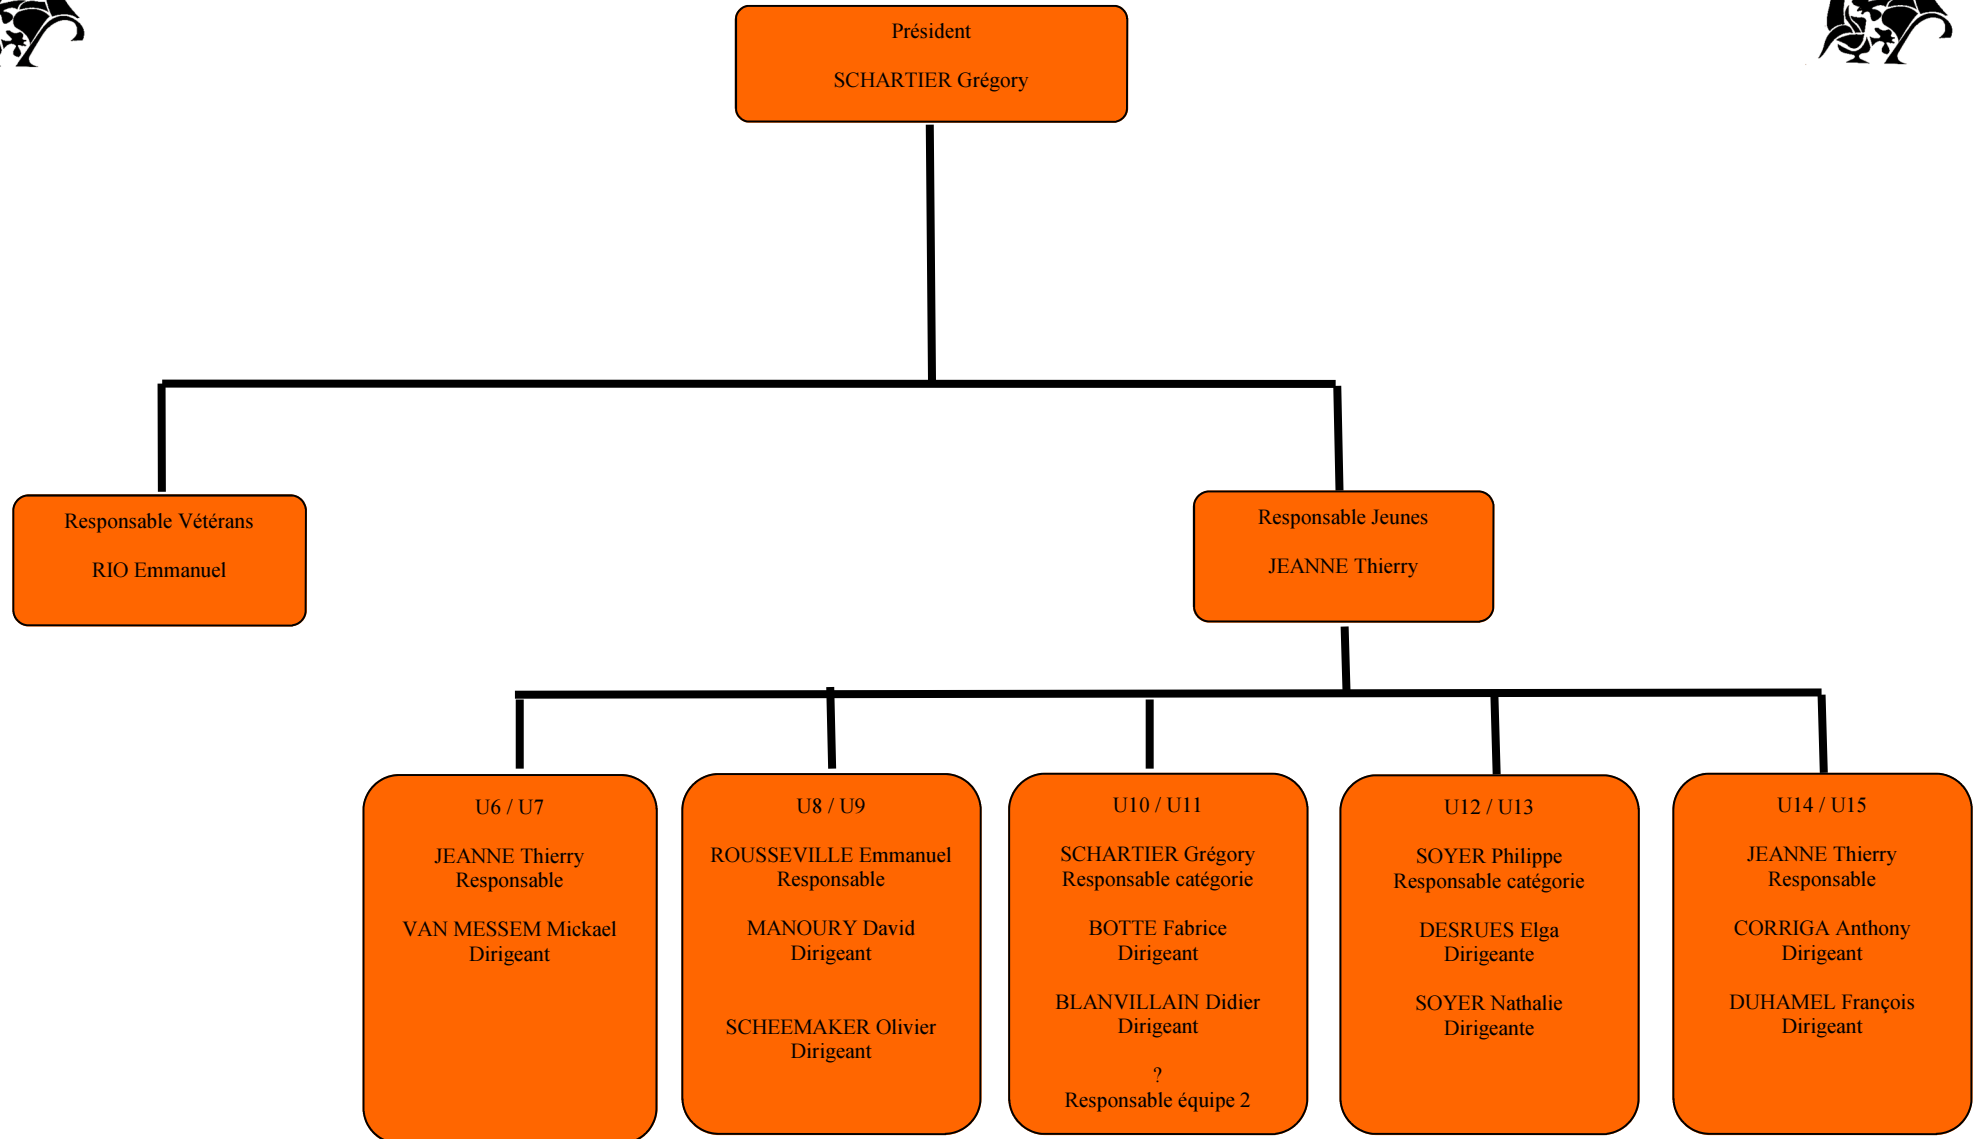 Président
SCHARTIER Grégory
Responsable Vétérans
RIO Emmanuel
Responsable Jeunes
JEANNE Thierry
U6 / U7
JEANNE Thierry
Responsable
VAN MESSEM Mickael
Dirigeant
U8 / U9
ROUSSEVILLE Emmanuel
Responsable
MANOURY David
Dirigeant
SCHEEMAKER Olivier
Dirigeant
U10 / U11
SCHARTIER Grégory
Responsable catégorie
BOTTE Fabrice
Dirigeant
BLANVILLAIN Didier
Dirigeant
?
Responsable équipe 2
U12 / U13
SOYER Philippe
Responsable catégorie
DESRUES Elga
Dirigeante
SOYER Nathalie
Dirigeante
U14 / U15
JEANNE Thierry
Responsable
CORRIGA Anthony
Dirigeant
DUHAMEL François
Dirigeant